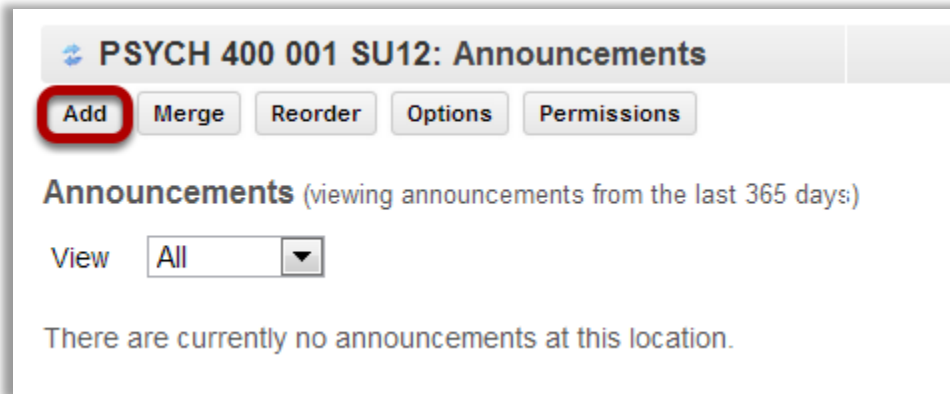 PSYCH 400 001 SU12: Announcements
Add Merge Reorder Options Permissions
Announcements (viewing announcements from the last 365 days)
View All
There are currently no announcements at this location.